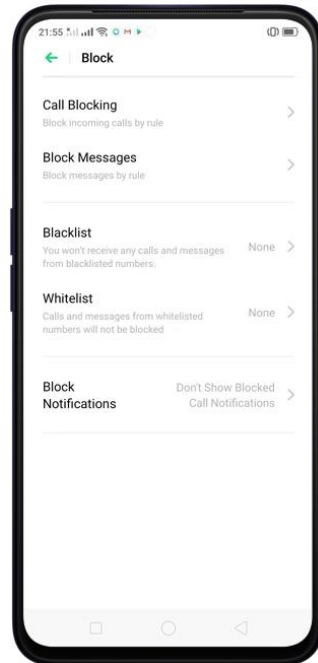 21:55
Block
Call Blocking
Block incoming calls by rule
Block Messages
Block messages by rule
Blacklist
You won't receive any calls and messages
from blacklisted numbers.
None
Whitelist
Calls and messages from whitelisted
numbers will not be blocked
None
Block
Notifications
Don't Show Blocked
Call Notifications